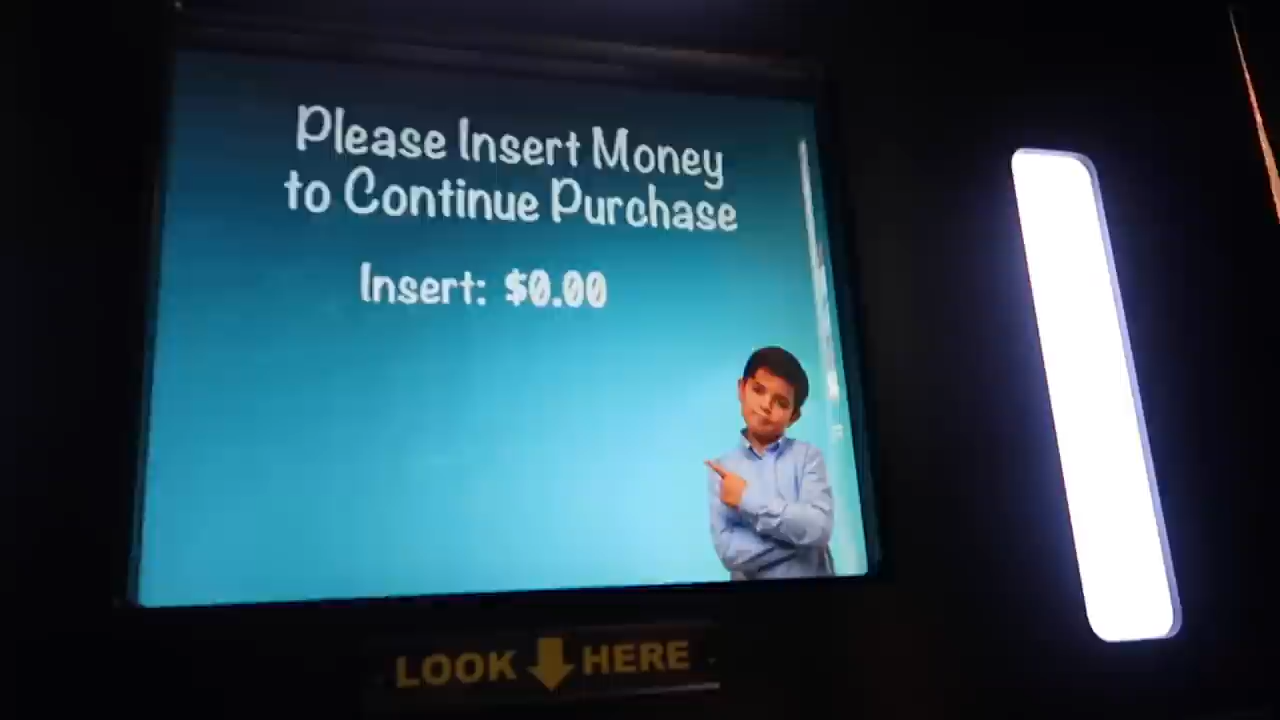 Please Insert Money
to Continue Purchase
Insert: $0.00
LOOK HERE